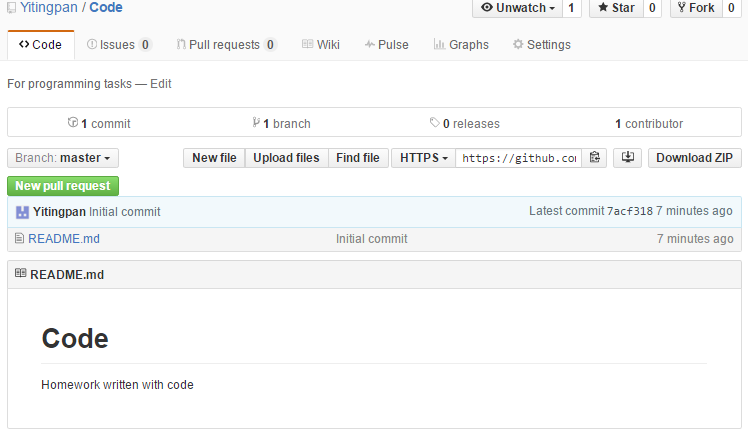 Yitingpan / Code Unwatch 1 Star 0 Fork 0
Code Issues 0 Pull requests 0 Wiki Pulse Graphs Settings
For programming tasks — Edit
1 commit 1 branch 0 releases 1 contributor
Branch: master New file Upload files Find file HTTPS https://github.com Download ZIP
New pull request
Yitingpan Initial commit Latest commit 7acf318 7 minutes ago
README.md Initial commit 7 minutes ago
README.md
Code
Homework written with code